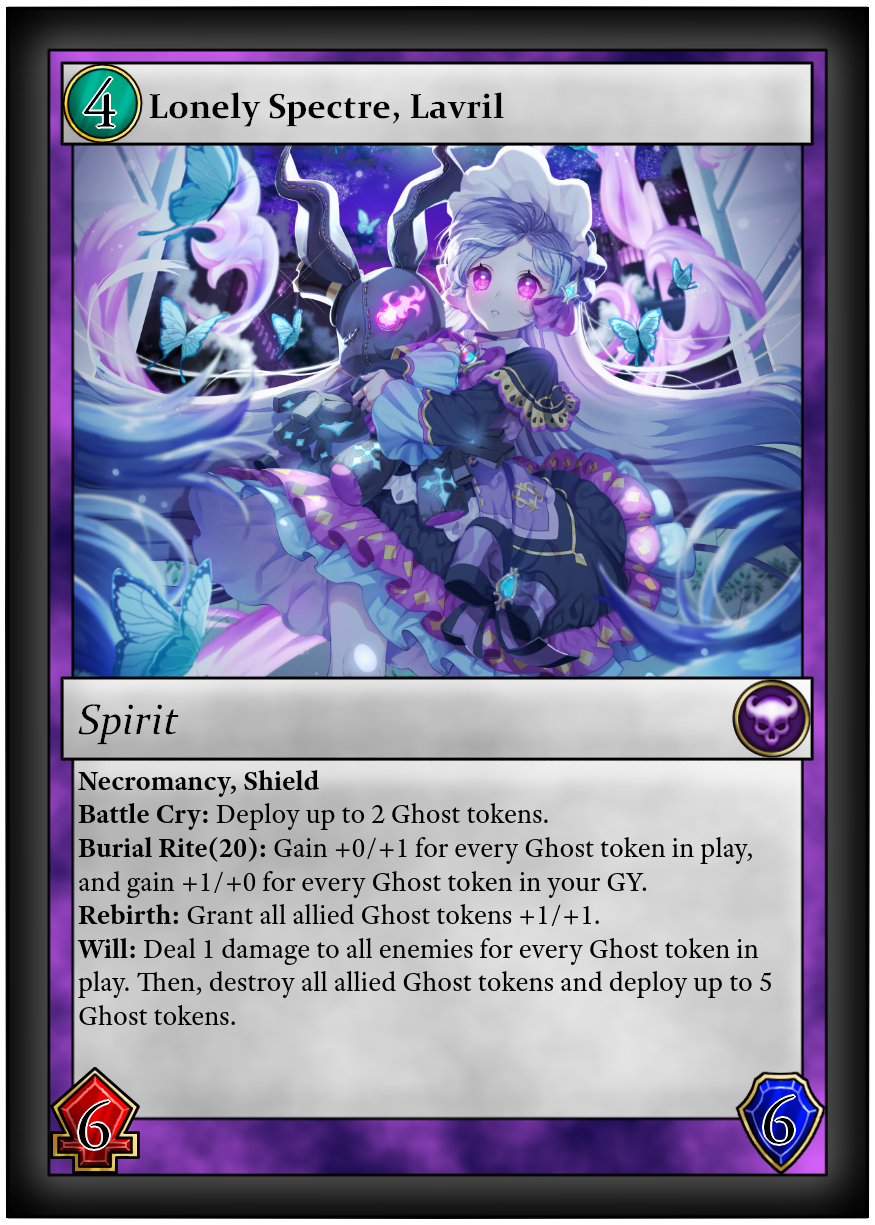 4
Lonely Spectre, Lavril
Spirit
Necromancy, Shield
Battle Cry: Deploy up to 2 Ghost tokens.
Burial Rite(20): Gain +0/+1 for every Ghost token in play,
and gain +1/+0 for every Ghost token in your GY.
Rebirth: Grant all allied Ghost tokens +1/+1.
Will: Deal 1 damage to all enemies for every Ghost token in
play. Then, destroy all allied Ghost tokens and deploy up to 5
Ghost tokens.
6
6